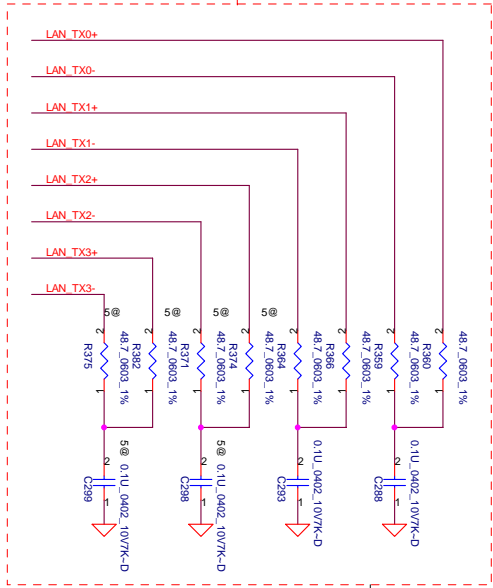 LAN_TX0+
LAN_TX0-
LAN_TX1+
LAN_TX1-
LAN_TX2+
LAN_TX2-
LAN_TX3+
LAN_TX3-
5@
5@
5@
5@
2
2
2
2
2
2
2
2
R375
48.7_0603_1%
R382
48.7_0603_1%
R371
48.7_0603_1%
R374
48.7_0603_1%
R364
48.7_0603_1%
R366
48.7_0603_1%
R359
48.7_0603_1%
R360
48.7_0603_1%
1
1
1
1
1
1
1
1
5@
5@
2
2
2
2
C299
0.1U_0402_10V7K~D
C298
0.1U_0402_10V7K~D
C293
0.1U_0402_10V7K~D
C288
0.1U_0402_10V7K~D
1
1
1
1